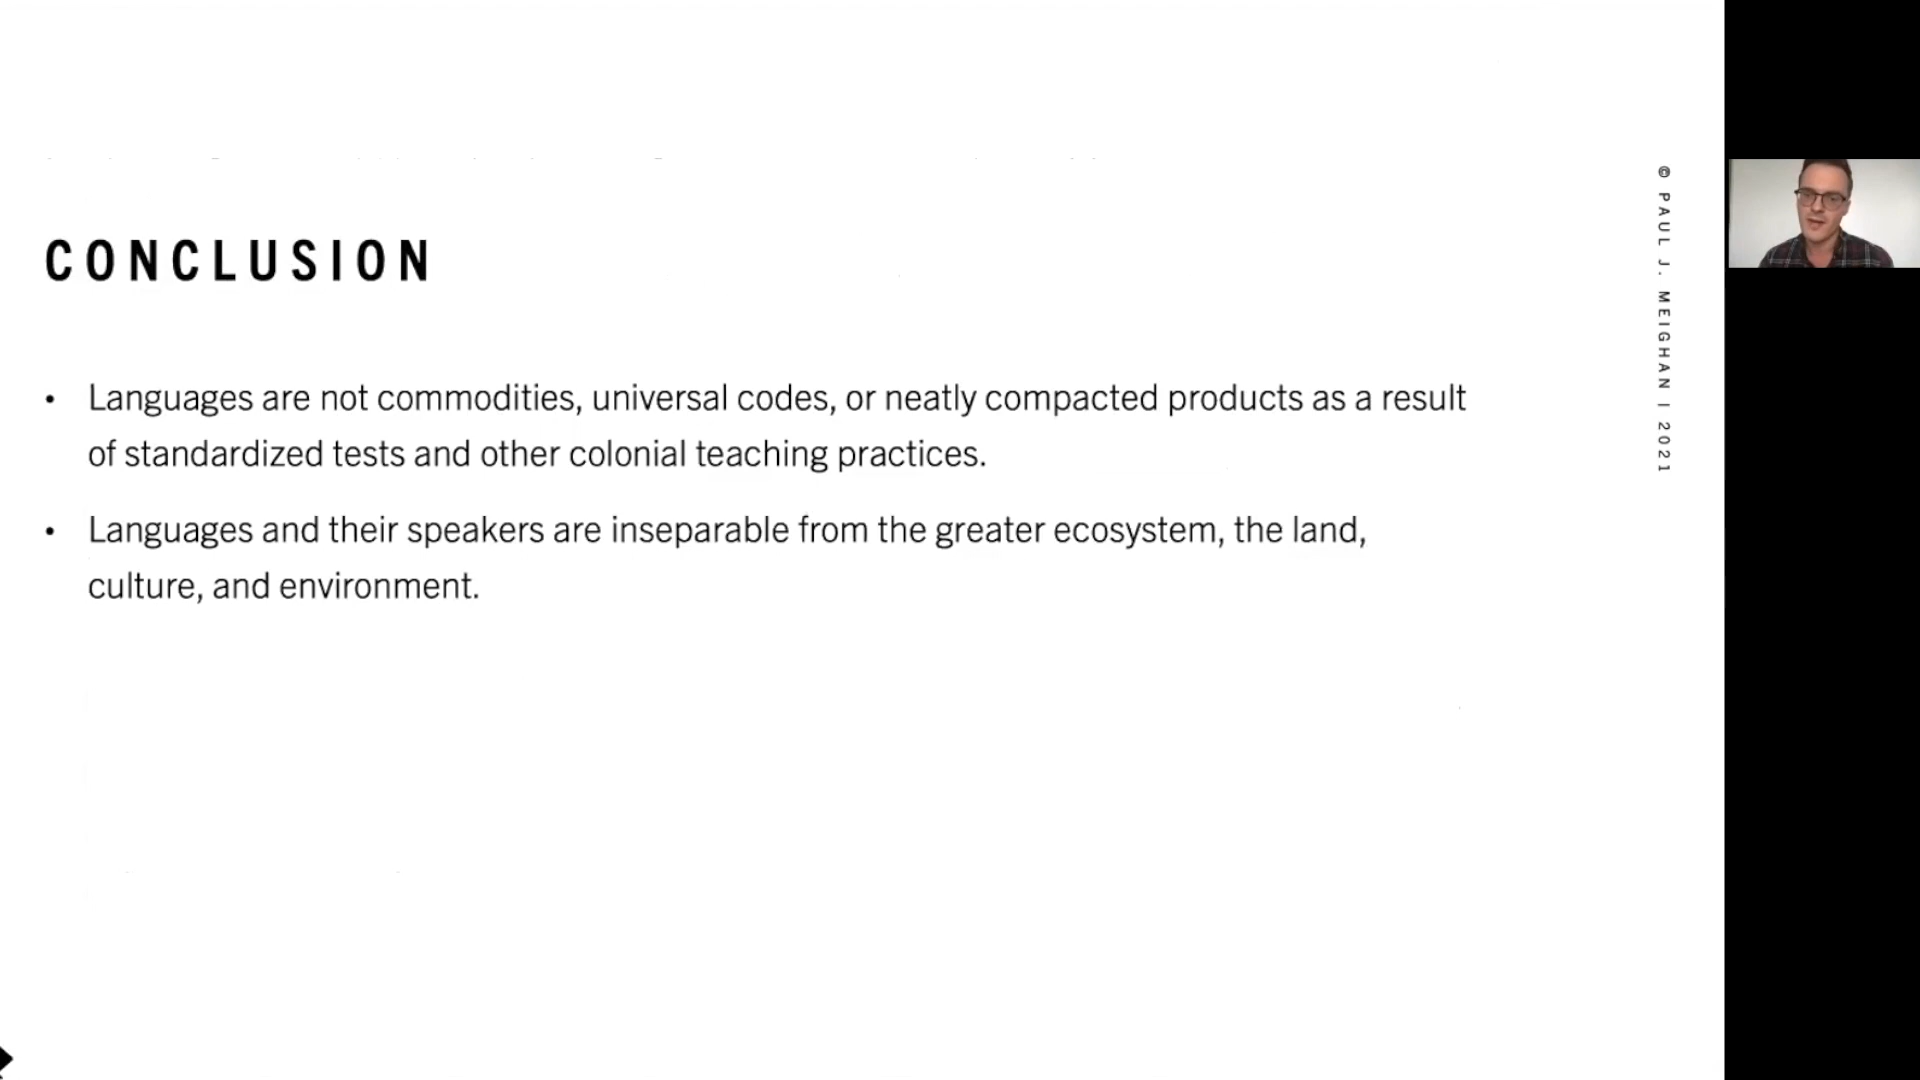 CONCLUSION
• Languages are not commodities, universal codes, or neatly compacted products as a result
of standardized tests and other colonial teaching practices.
• Languages and their speakers are inseparable from the greater ecosystem, the land,
culture, and environment.
© PAUL J. MEIGHAN | 2021